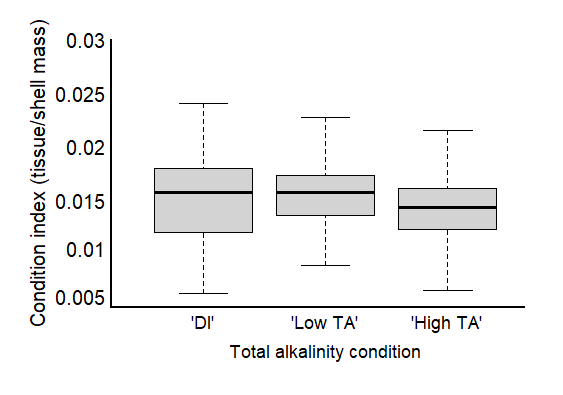 Condition index (tissue/shell mass)
0.03
0.025
0.02
0.015
0.01
0.005
'DI' 'Low TA' 'High TA'
Total alkalinity condition